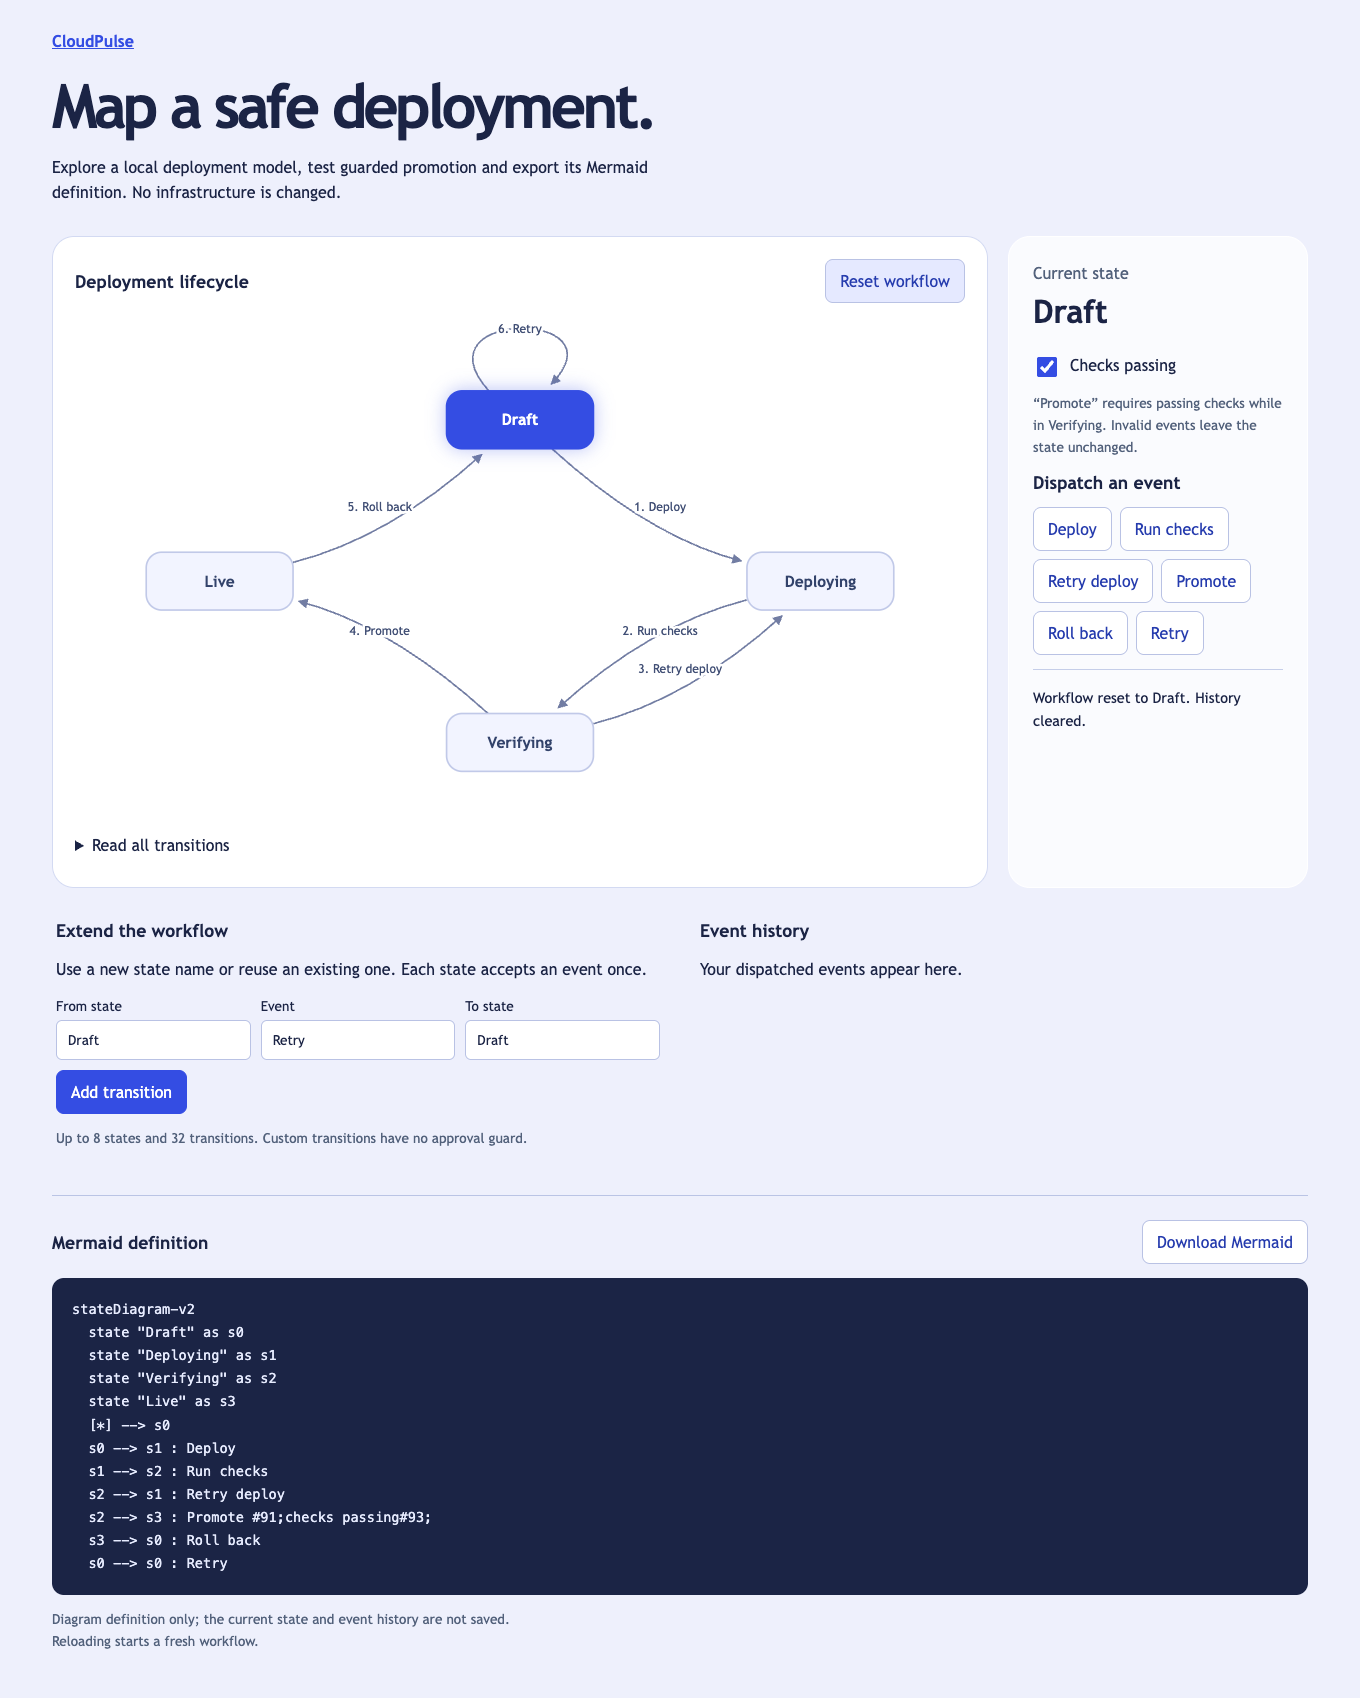 CloudPulse
Map a safe deployment.
Explore a local deployment model, test guarded promotion and export its Mermaid
definition. No infrastructure is changed.
Deployment lifecycle
Reset workflow
6. Retry
Draft
5. Roll back
1. Deploy
Live
Deploying
4. Promote
2. Run checks
3. Retry deploy
Verifying
Read all transitions
Current state
Draft
Checks passing
“Promote” requires passing checks while
in Verifying. Invalid events leave the
state unchanged.
Dispatch an event
Deploy
Run checks
Retry deploy
Promote
Roll back
Retry
Workflow reset to Draft. History
cleared.
Extend the workflow
Use a new state name or reuse an existing one. Each state accepts an event once.
From state
Event
To state
Draft
Retry
Draft
Add transition
Up to 8 states and 32 transitions. Custom transitions have no approval guard.
Event history
Your dispatched events appear here.
Mermaid definition
Download Mermaid
stateDiagram-v2
state "Draft" as s0
state "Deploying" as s1
state "Verifying" as s2
state "Live" as s3
[*] --> s0
s0 --> s1 : Deploy
s1 --> s2 : Run checks
s2 --> s1 : Retry deploy
s2 --> s3 : Promote #91;checks passing#93;
s3 --> s0 : Roll back
s0 --> s0 : Retry
Diagram definition only; the current state and event history are not saved.
Reloading starts a fresh workflow.